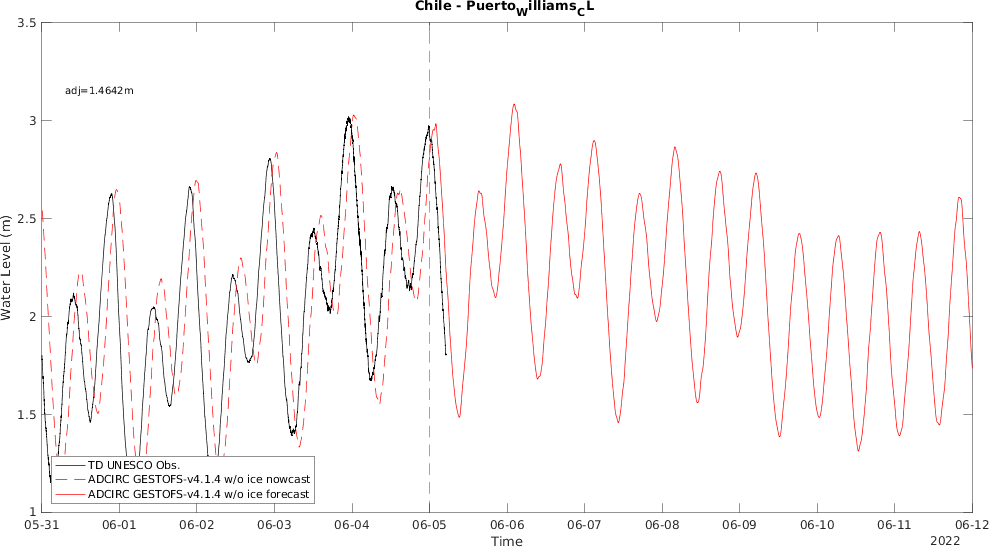 Chile - PuertoWilliamsCL
adj=1.4642m
Water Level (m)
3.5
3
2.5
2
1.5
1
TD UNESCO Obs.
ADCIRC GESTOFS-v4.1.4 w/o ice nowcast
ADCIRC GESTOFS-v4.1.4 w/o ice forecast
05-31 06-01 06-02 06-03 06-04 06-05 06-06 06-07 06-08 06-09 06-10 06-11 06-12
Time
2022